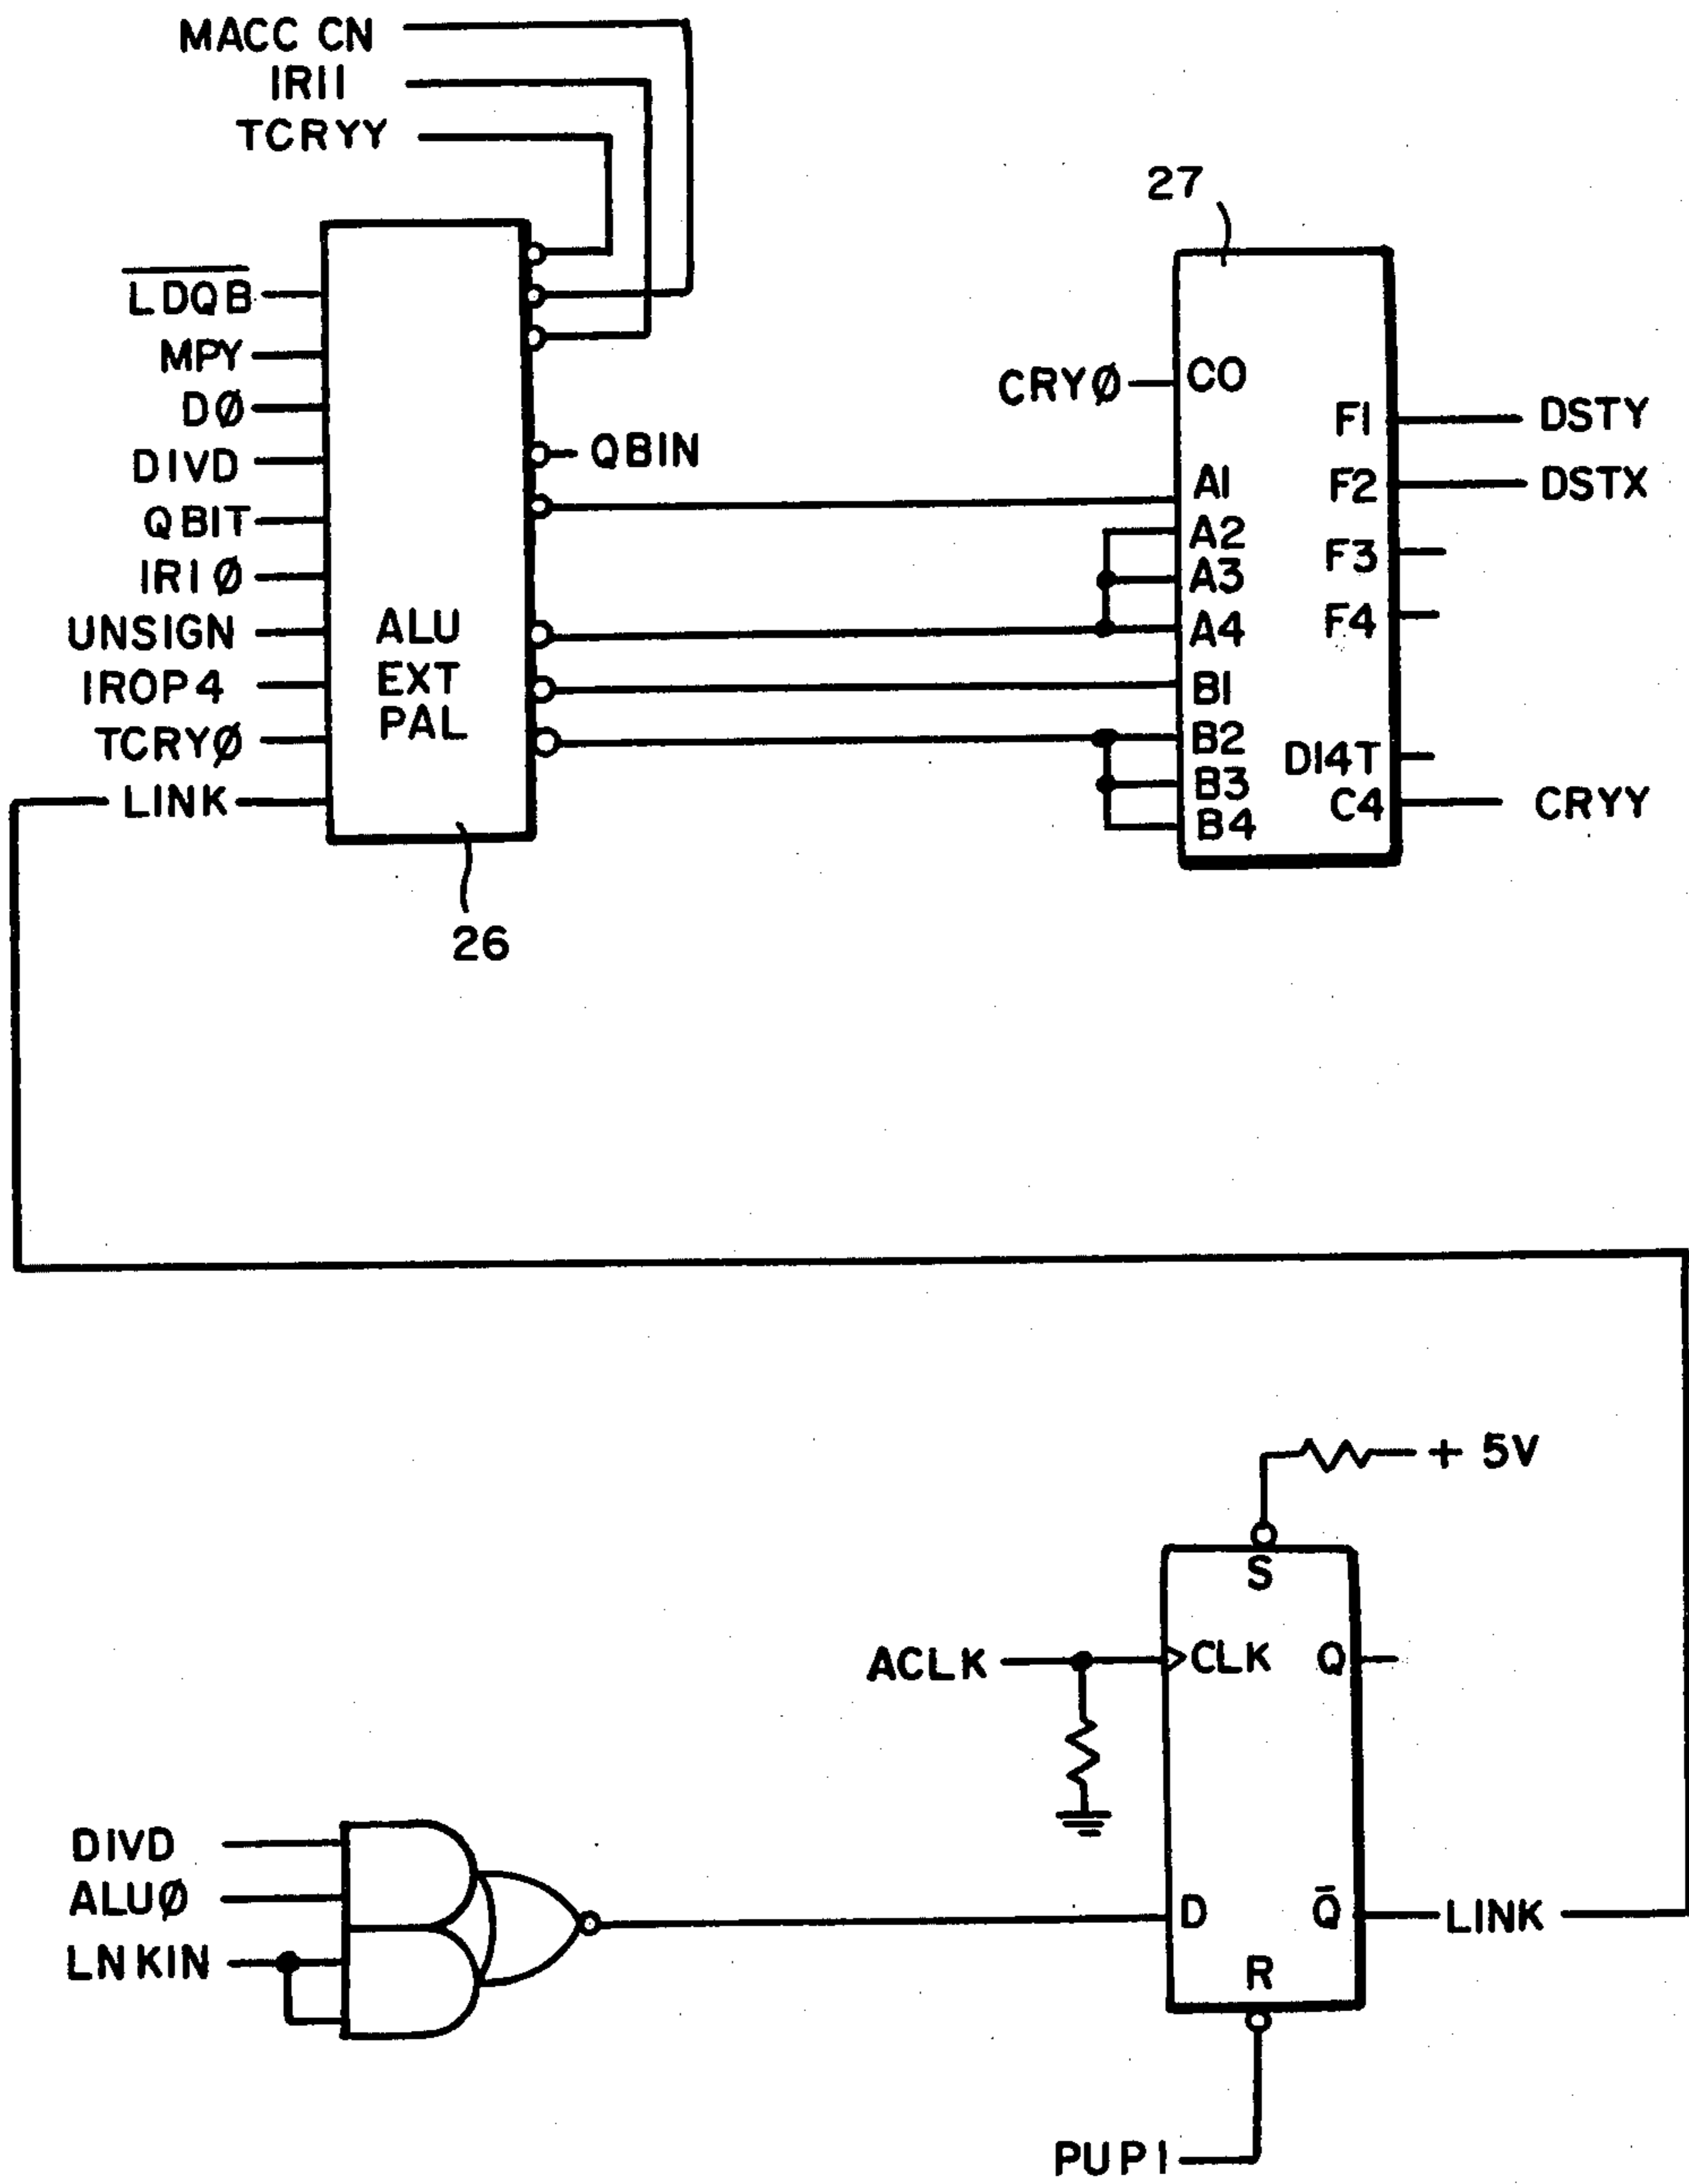 MACC CN
IR11
TCRYY
27
LDQB
MPY
DØ
DIVD
QBIT
IR1Ø
UNSIGN
IROP4
TCRYØ
LINK
ALU
EXT
PAL
QBIN
26
CRYØ
CO
A1
A2
A3
A4
B1
B2
B3
B4
F1
F2
F3
F4
D14T
C4
DSTY
DSTX
CRYY
+ 5V
S
ACLK
CLK
Q
DIVD
ALUØ
LNKIN
D
Q̄
LINK
R
PUP1